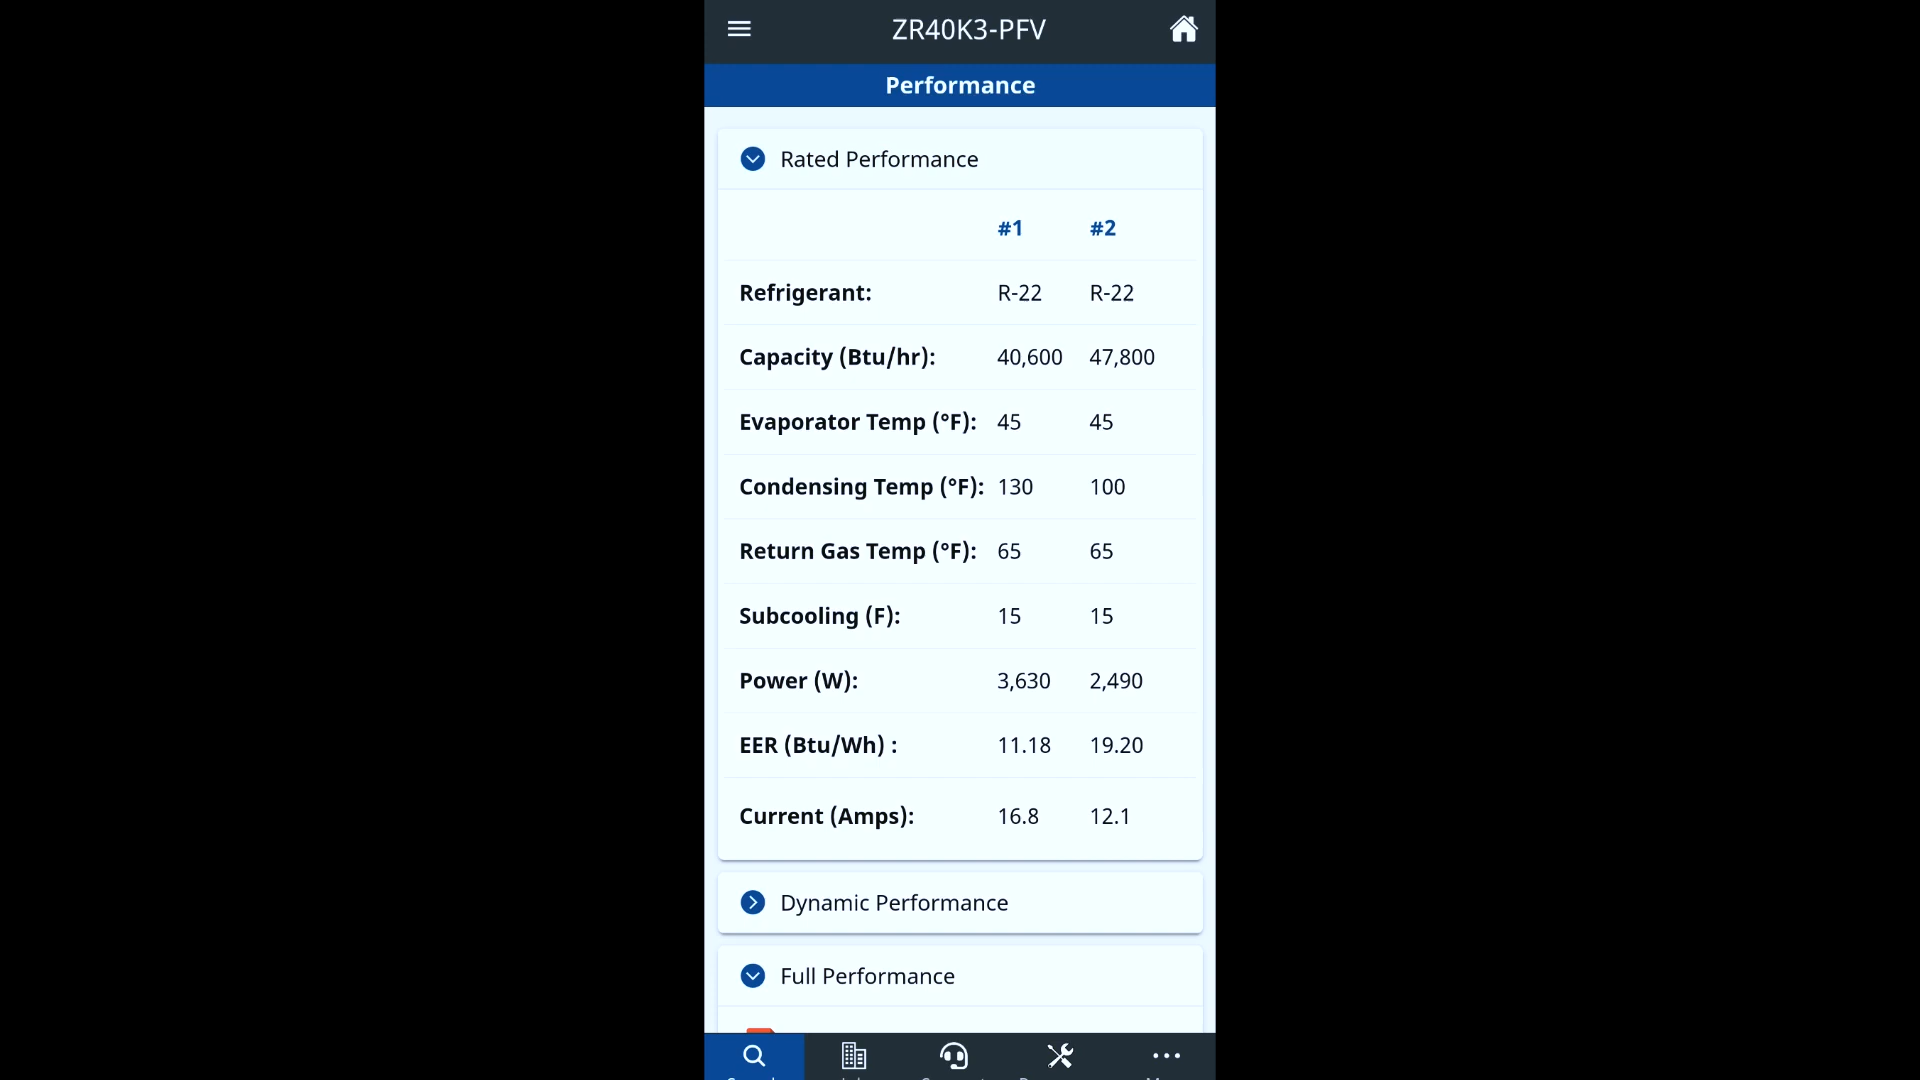 ZR40K3-PFV
Performance
Rated Performance
#1 #2
Refrigerant: R-22 R-22
Capacity (Btu/hr): 40,600 47,800
Evaporator Temp (°F): 45 45
Condensing Temp (°F): 130 100
Return Gas Temp (°F): 65 65
Subcooling (F): 15 15
Power (W): 3,630 2,490
EER (Btu/Wh) : 11.18 19.20
Current (Amps): 16.8 12.1
Dynamic Performance
Full Performance